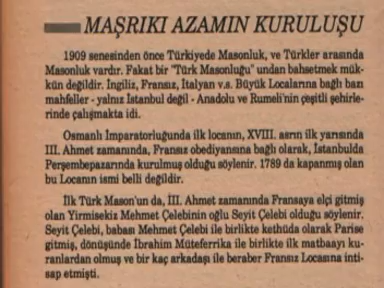 MAŞRIKI AZAMIN KURULUŞU
1909 senesinden önce Türkiyede Masonluk, ve Türkler arasında
Masonluk vardır. Fakat bir "Türk Masonluğu" undan bahsetmek müm-
kün değildir. İngiliz, Fransız, İtalyan v.s. Büyük Localarına bağlı bazı
mahfeller - yalnız İstanbul değil - Anadolu ve Rumeli'nin çeşitli şehirle-
rinde çalışmakta idi.
Osmanlı İmparatorluğunda ilk locanın, XVIII. asrın ilk yarısında
III. Ahmet zamanında, Fransız obediyansına bağlı olarak, İstanbulda
Perşembepazarında kurulmuş olduğu söylenir. 1789 da kapanmış olan
bu Locanın ismi belli değildir.
İlk Türk Mason'un da, III. Ahmet zamanında Fransaya elçi gitmiş
olan Yirmisekiz Mehmet Çelebinin oğlu Seyit Çelebi olduğu söylenir.
Seyit Çelebi, babası Mehmet Çelebi ile birlikte kethüda olarak Parise
gitmiş, dönüşünde İbrahim Müteferrika ile birlikte ilk matbaayı ku-
ranlardan olmuş ve bir kaç arkadaşı ile beraber Fransız Locasına inti-
sap etmişti.